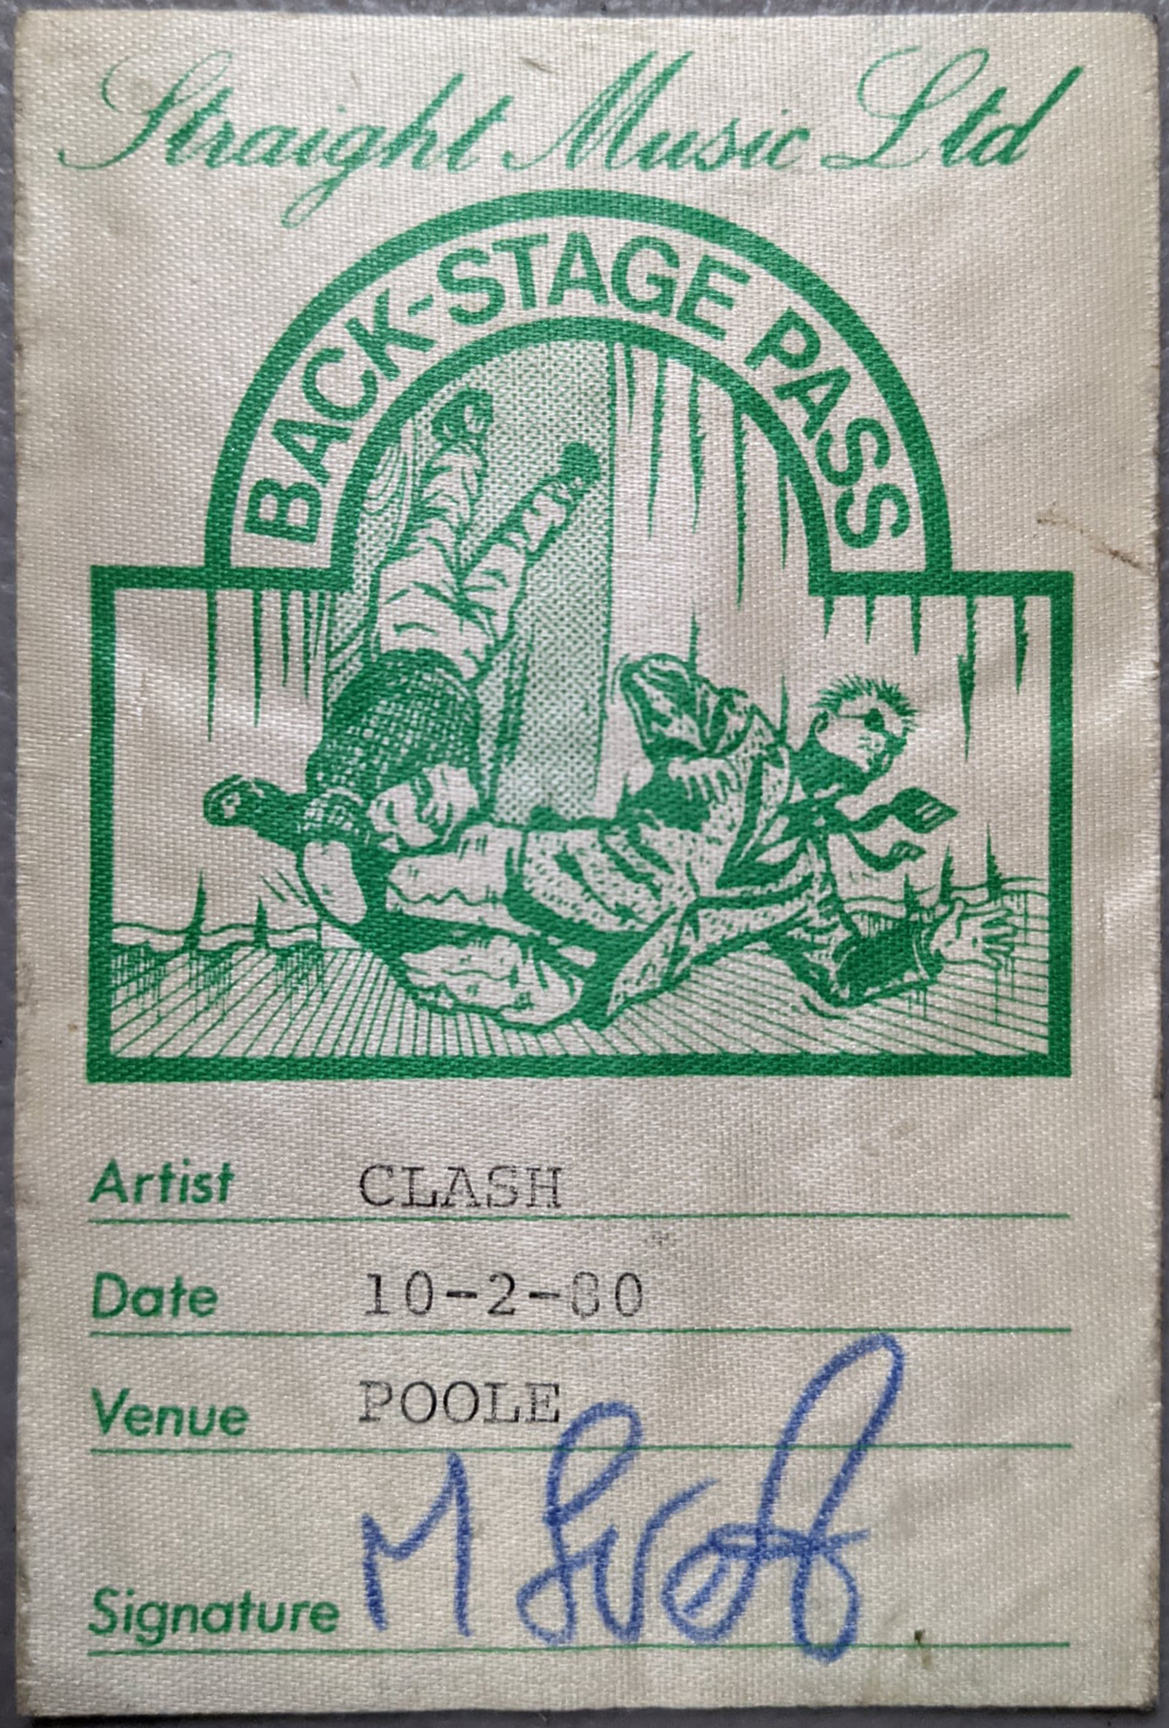 Straight Music Ltd
BACK-STAGE PASS
Artist CLASH
Date 10-2-80
Venue POOLE
Signature M